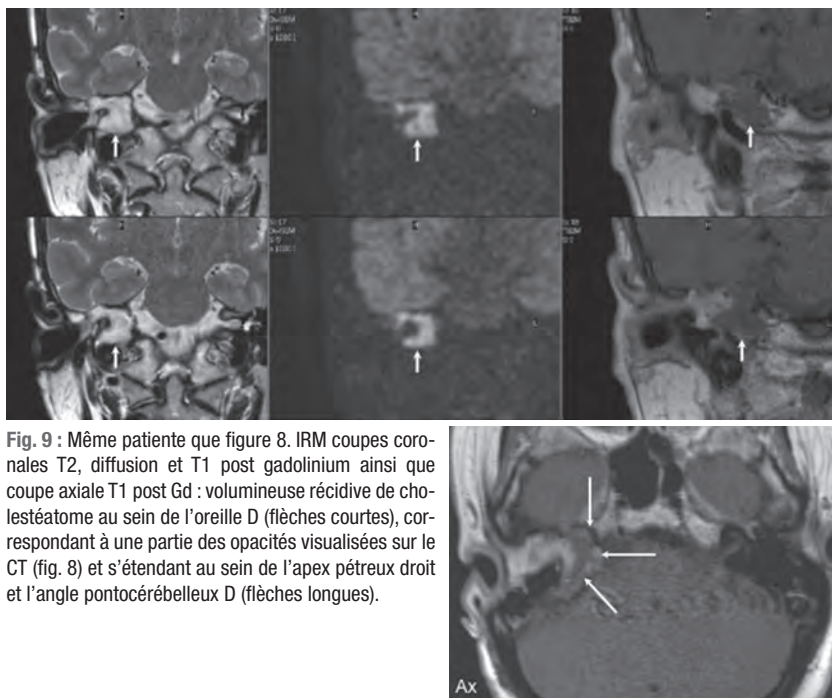 Fig. 9 : Même patiente que figure 8. IRM coupes coro-
nales T2, diffusion et T1 post gadolinium ainsi que
coupe axiale T1 post Gd : volumineuse récidive de cho-
lestéatome au sein de l'oreille D (flèches courtes), cor-
respondant à une partie des opacités visualisées sur le
CT (fig. 8) et s'étendant au sein de l'apex pétreux droit
et l'angle pontocérébelleux D (flèches longues).
Ax